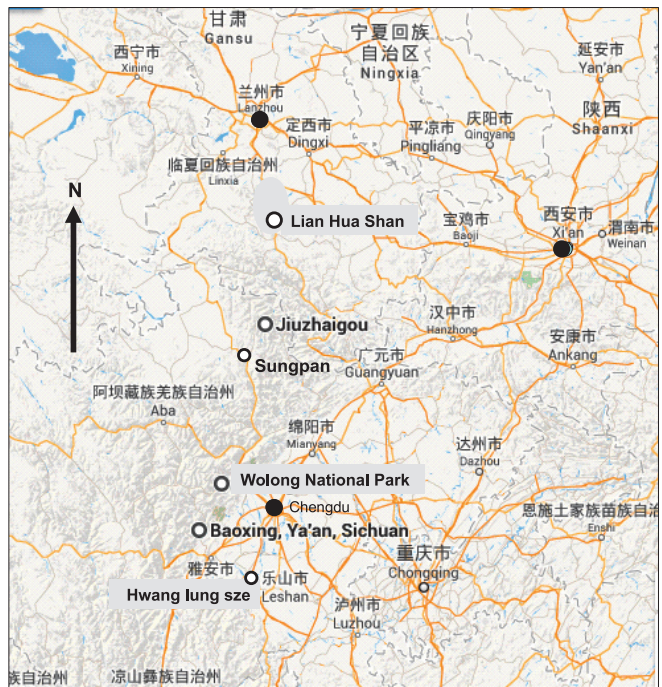 甘肃
Gansu
宁夏回族
自治区
Ningxia
西宁市
Xining
延安市
Yan'an
兰州市
Lanzhou
定西市
Dingxi
平凉市
Pingliang
庆阳市
Qingyang
陕西
Shaanxi
临夏回族自治州
Linxia
N
Lian Hua Shan
宝鸡市
Baoji
西安市
Xi'an
渭南市
Weinan
Jiuzhaigou
汉中市
Hanzhong
安康市
Ankang
Sungpan
广元市
Guangyuan
阿坝藏族羌族自治州
Aba
绵阳市
Mianyang
达州市
Dazhou
Wolong National Park
Chengdu
恩施土家族苗族自治
Enshi
Baoxing, Ya'an, Sichuan
雅安市
重庆市
Chongqing
Hwang lung sze
乐山市
Leshan
泸州市
Luzhou
族自治州
凉山彝族自治州